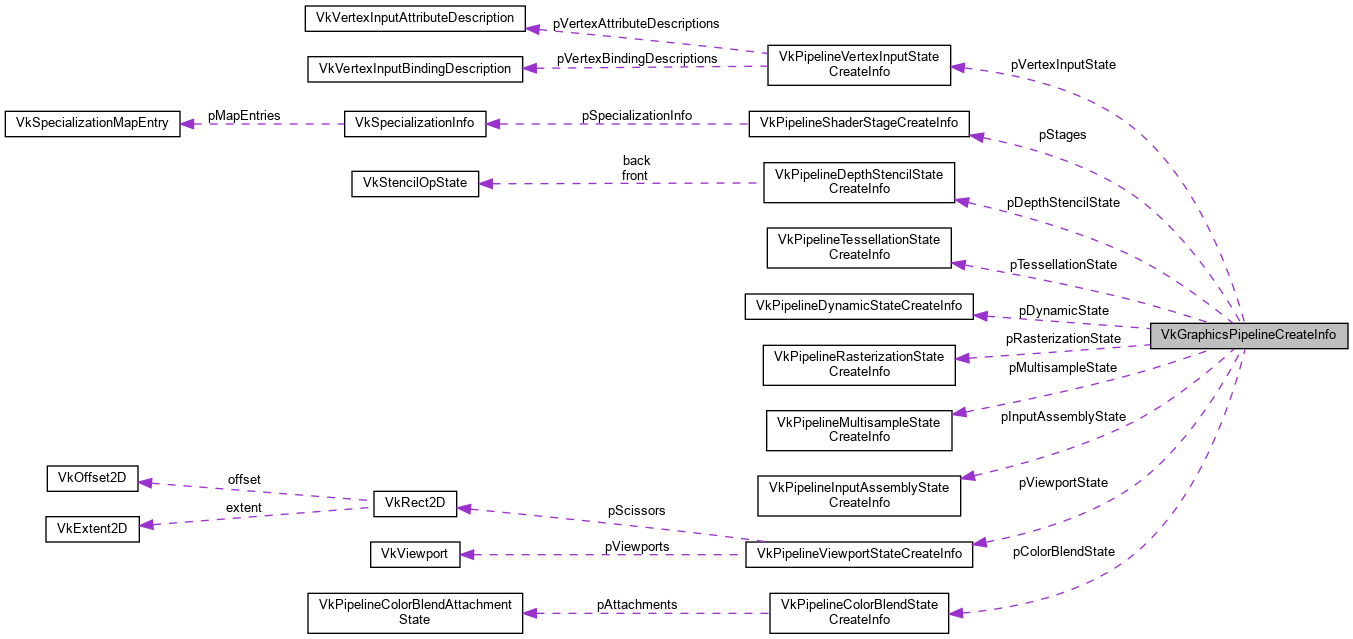 VkVertexInputAttributeDescription
pVertexAttributeDescriptions
VkVertexInputBindingDescription
pVertexBindingDescriptions
VkPipelineVertexInputState
CreateInfo
pVertexInputState
VkSpecializationMapEntry
pMapEntries
VkSpecializationInfo
pSpecializationInfo
VkPipelineShaderStageCreateInfo
pStages
VkStencilOpState
back
front
VkPipelineDepthStencilState
CreateInfo
pDepthStencilState
VkPipelineTessellationState
CreateInfo
pTessellationState
VkPipelineDynamicStateCreateInfo
pDynamicState
VkGraphicsPipelineCreateInfo
VkPipelineRasterizationState
CreateInfo
pRasterizationState
VkPipelineMultisampleState
CreateInfo
pMultisampleState
VkPipelineInputAssemblyState
CreateInfo
pInputAssemblyState
VkOffset2D
offset
VkExtent2D
extent
VkRect2D
pScissors
VkViewport
pViewports
VkPipelineViewportStateCreateInfo
pViewportState
VkPipelineColorBlendAttachment
State
pAttachments
VkPipelineColorBlendState
CreateInfo
pColorBlendState